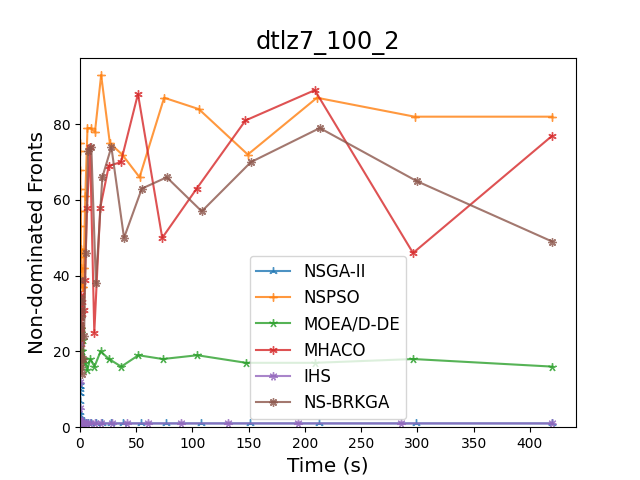 dtlz7_100_2
Non-dominated Fronts
80
60
40
20
0
NSGA-II
NSPSO
MOEA/D-DE
MHACO
IHS
NS-BRKGA
0 50 100 150 200 250 300 350 400
Time (s)